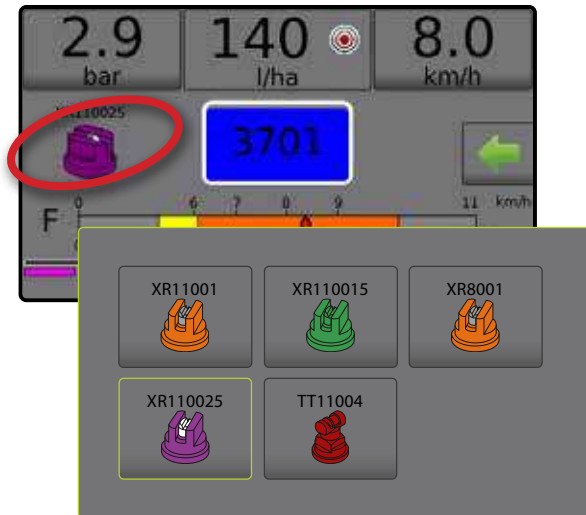 2.9 140 8.0
bar l/ha km/h
XR110025
3701
0 6 7 8 9 11 km/h
F
XR11001 XR110015 XR8001
XR110025 TT11004